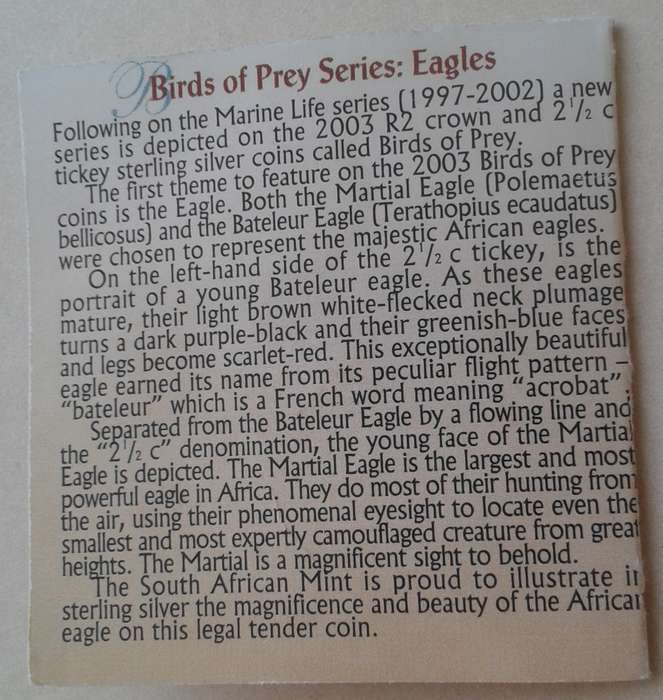 Birds of Prey Series: Eagles
Following on the Marine Life series (1997-2002) a new
series is depicted on the 2003 R2 crown and 2 1/2 c
tickey sterling silver coins called Birds of Prey.
The first theme to feature on the 2003 Birds of Prey
coins is the Eagle. Both the Martial Eagle (Polemaetus
bellicosus) and the Bateleur Eagle (Terathopius ecaudatus)
were chosen to represent the majestic African eagles.
On the left-hand side of the 2 1/2 c tickey, is the
portrait of a young Bateleur eagle. As these eagles
mature, their light brown white-flecked neck plumage
turns a dark purple-black and their greenish-blue faces
and legs become scarlet-red. This exceptionally beautiful
eagle earned its name from its peculiar flight pattern –
"bateleur" which is a French word meaning "acrobat".
Separated from the Bateleur Eagle by a flowing line and
the "2 1/2 c" denomination, the young face of the Martial
Eagle is depicted. The Martial Eagle is the largest and most
powerful eagle in Africa. They do most of their hunting from
the air, using their phenomenal eyesight to locate even the
smallest and most expertly camouflaged creature from great
heights. The Martial is a magnificent sight to behold.
The South African Mint is proud to illustrate in
sterling silver the magnificence and beauty of the African
eagle on this legal tender coin.